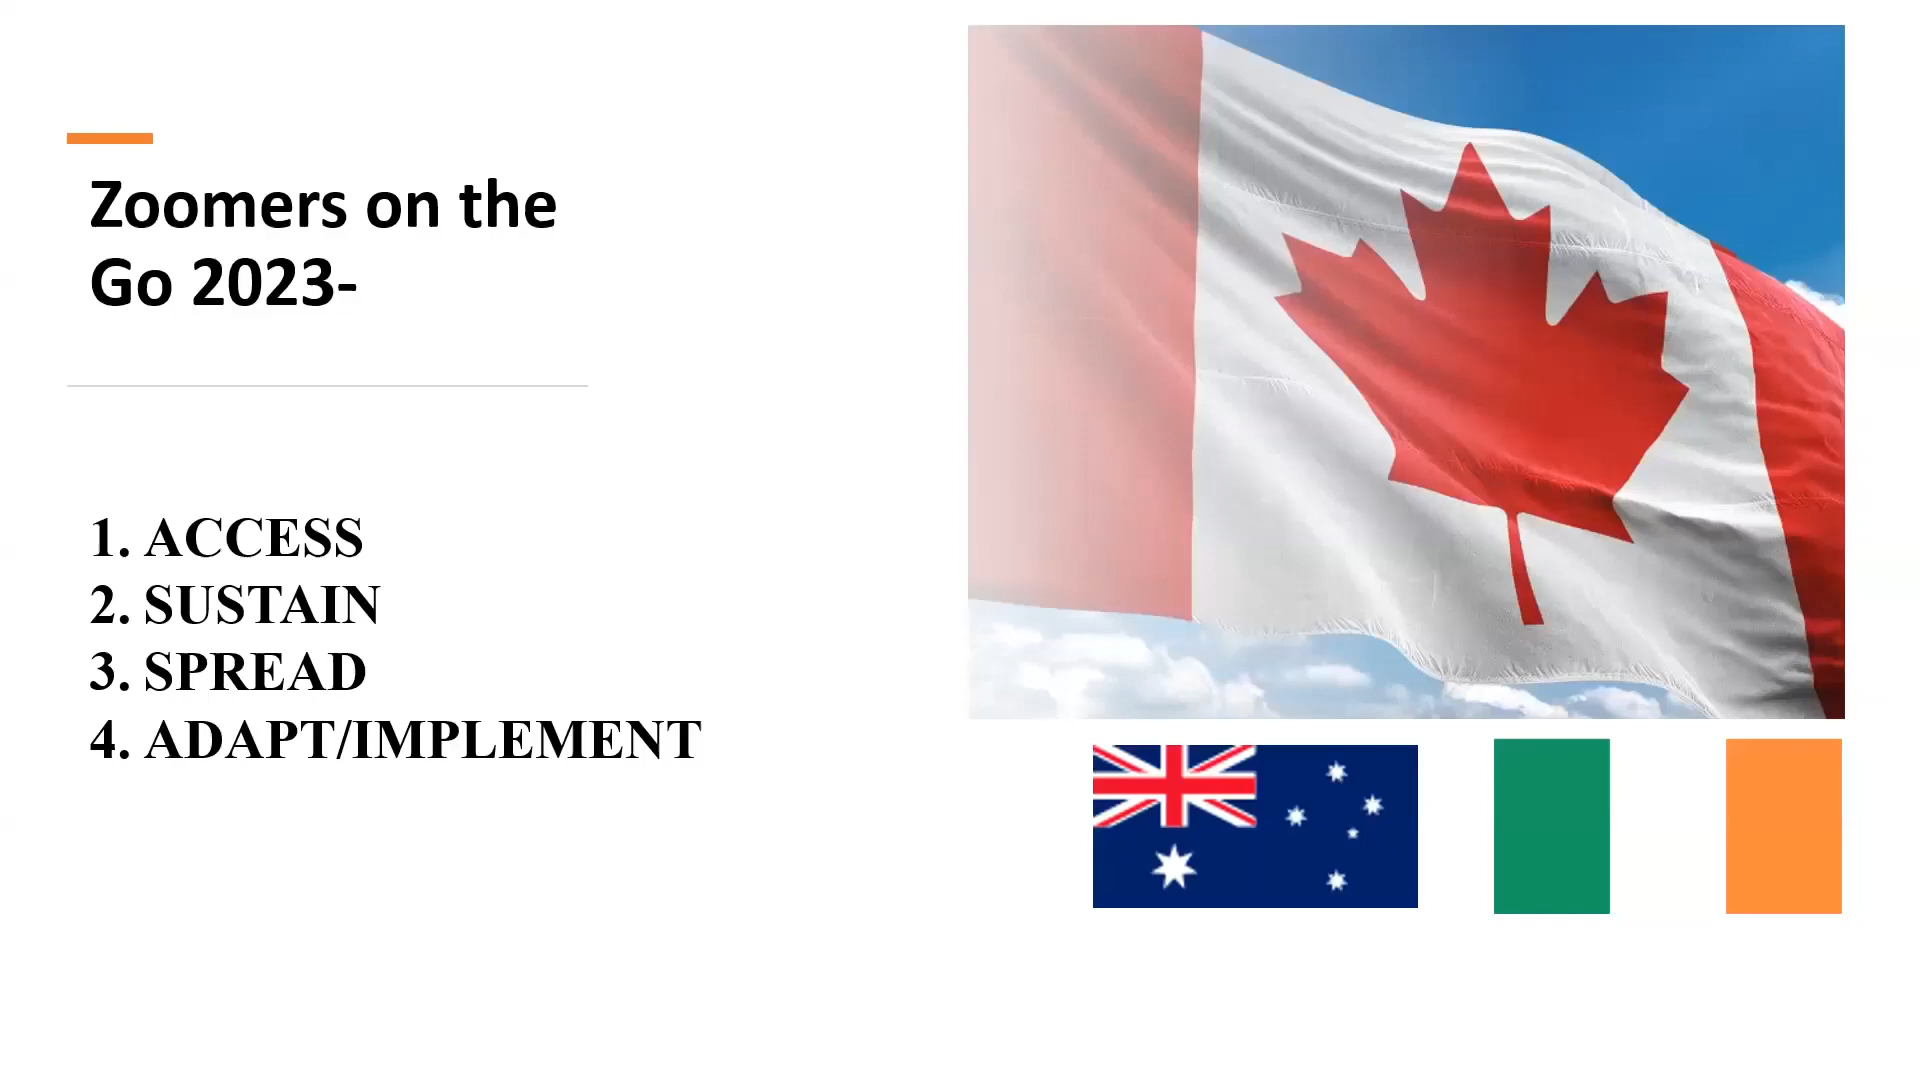 Zoomers on the
Go 2023-
1. ACCESS
2. SUSTAIN
3. SPREAD
4. ADAPT/IMPLEMENT